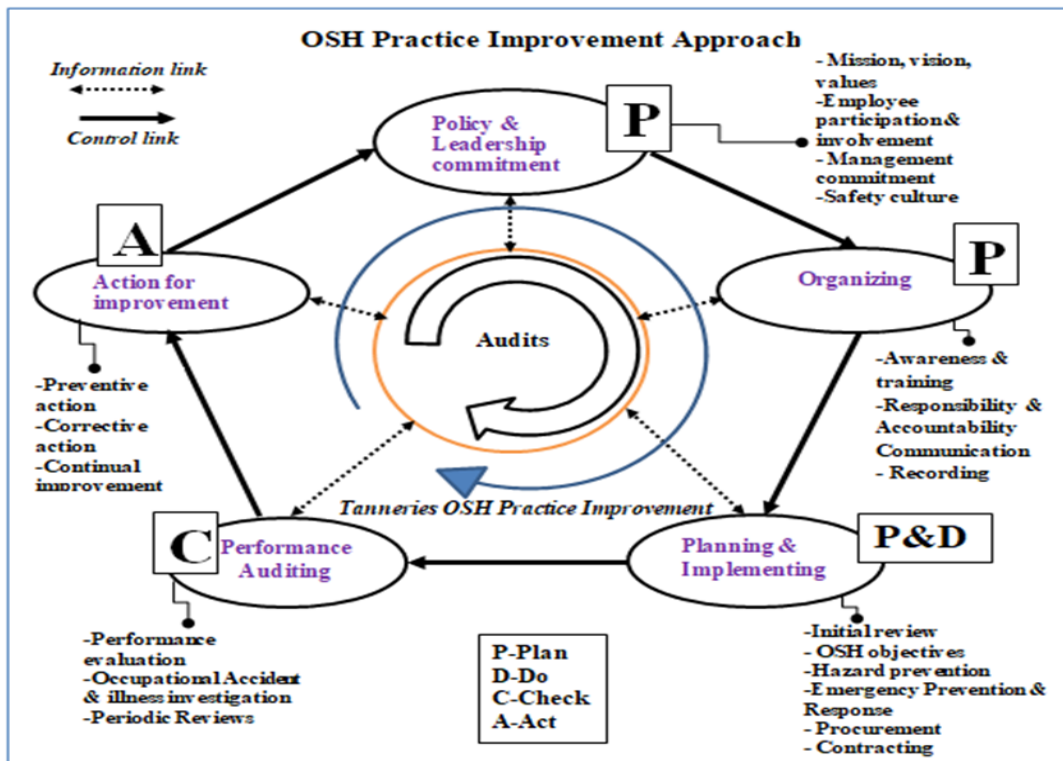 OSH Practice Improvement Approach
Information link
Control link
Policy &
Leadership
commitment
P
- Mission, vision,
values
-Employee
participation &
involvement
- Management
commitment
-Safety culture
A
Action for
improvement
P
Organizing
Audits
-Preventive
action
-Corrective
action
-Continual
improvement
-Awareness &
training
-Responsibility &
Accountability
Communication
- Recording
Tanneries OSH Practice Improvement
C
Performance
Auditing
Planning &
Implementing
P&D
-Performance
evaluation
-Occupational Accident
& illness investigation
-Periodic Reviews
P-Plan
D-Do
C-Check
A-Act
-Initial review
- OSH objectives
-Hazard prevention
-Emergency Prevention &
Response
- Procurement
- Contracting